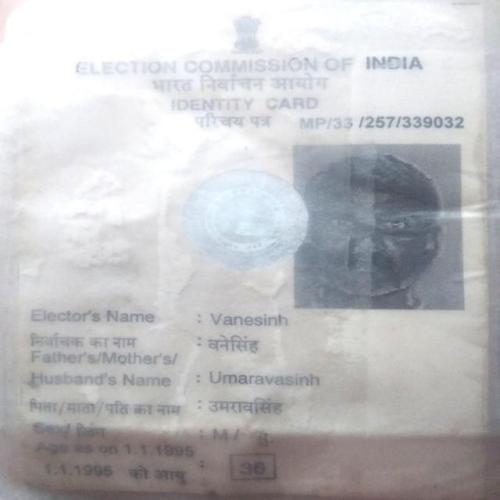 ELECTION COMMISSION OF INDIA
भारत निर्वाचन आयोग
IDENTITY CARD
परिचय पत्र MP/33 /257/339032
Elector's Name : Vanesinh
निर्वाचक का नाम : वनेसिंह
Father's/Mother's/
Husband's Name : Umaravasinh
पिता/माता/पति का नाम : उमरावसिंह
Sex/ लिंग : M / पु.
Age as on 1.1.1995
1.1.1995 को आयु : 36